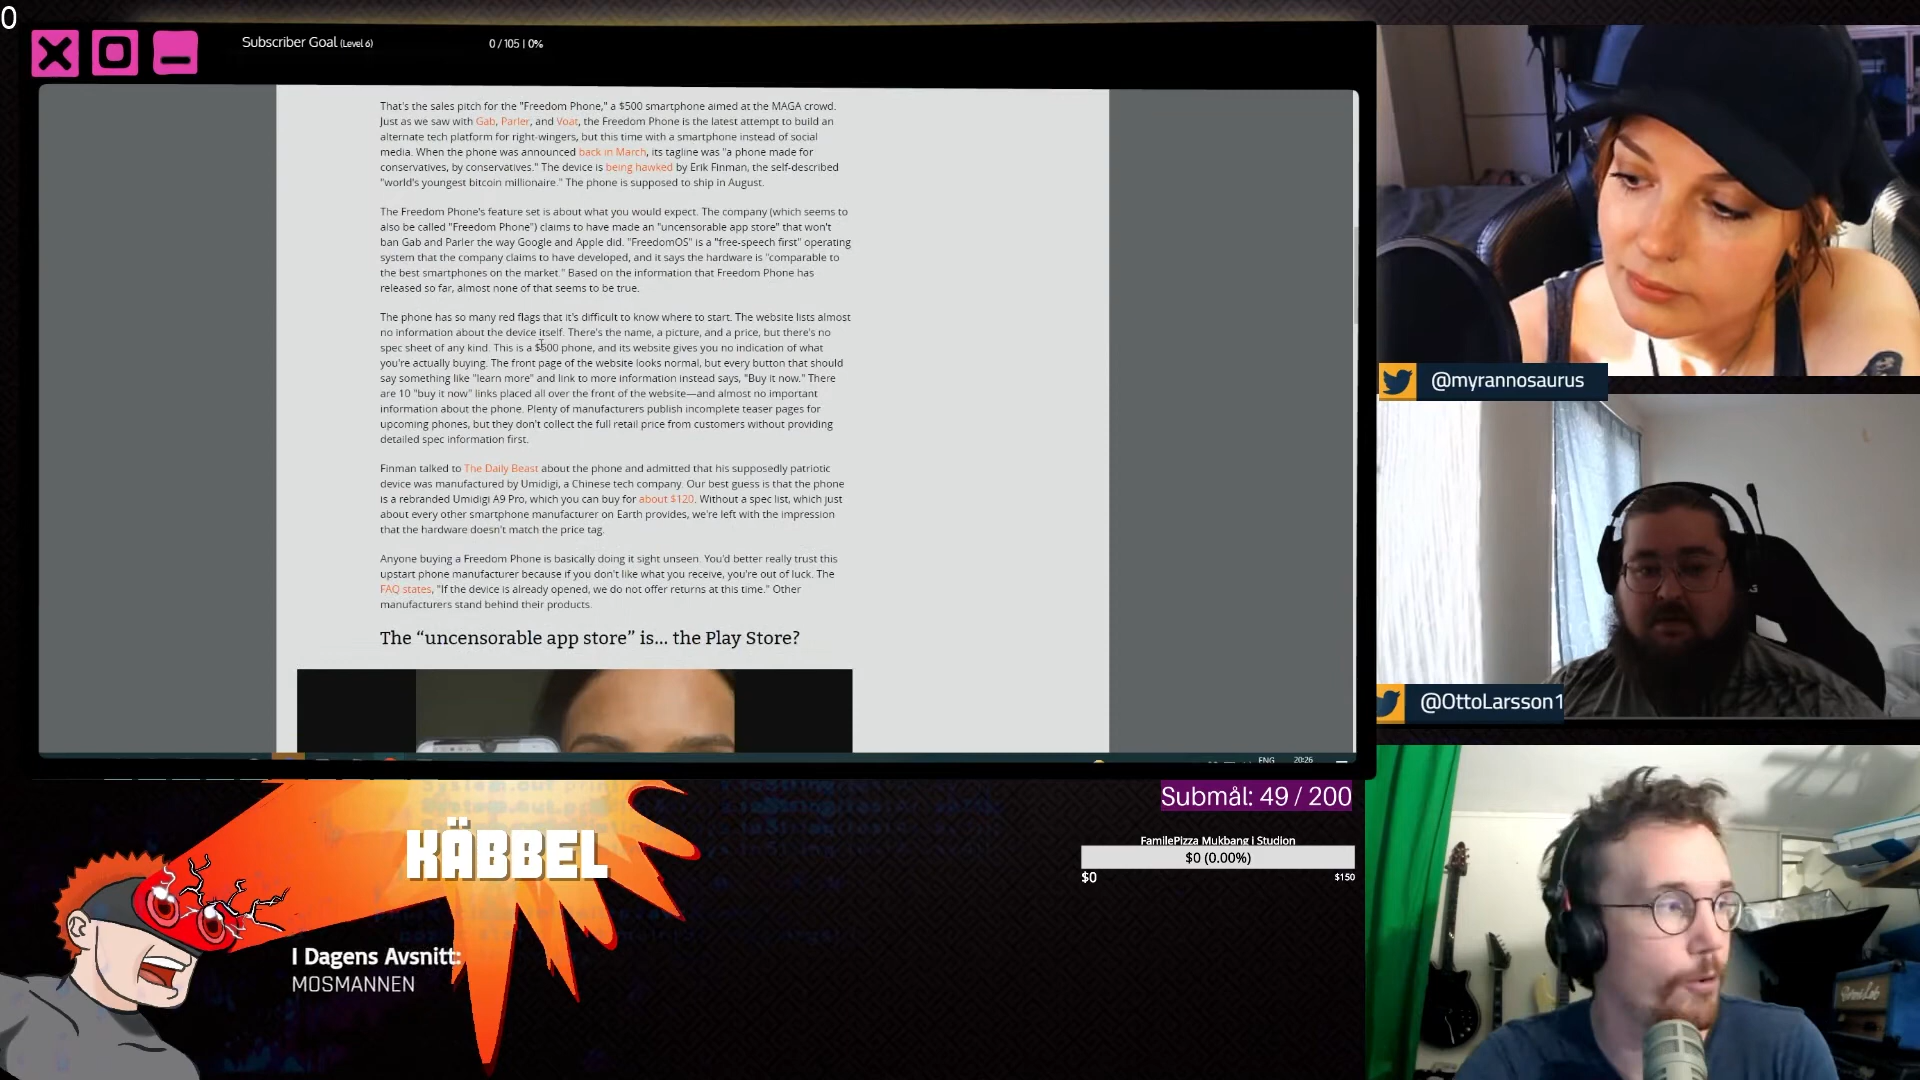 0
Subscriber Goal (Level 6)
0 / 105 | 0%
That's the sales pitch for the "Freedom Phone," a $500 smartphone aimed at the MAGA crowd.
Just as we saw with Gab, Parler, and Voat, the Freedom Phone is the latest attempt to build an
alternate tech platform for right-wingers, but this time with a smartphone instead of social
media. When the phone was announced back in March, its tagline was "a phone made for
conservatives, by conservatives." The device is being hawked by Erik Finman, the self-described
"world's youngest bitcoin millionaire." The phone is supposed to ship in August.
The Freedom Phone's feature set is about what you would expect. The company (which seems to
also be called "Freedom Phone") claims to have made an "uncensorable app store" that won't
ban Gab and Parler the way Google and Apple did. "FreedomOS" is a "free-speech first" operating
system that the company claims to have developed, and it says the hardware is "comparable to
the best smartphones on the market." Based on the information that Freedom Phone has
released so far, almost none of that seems to be true.
The phone has so many red flags that it's difficult to know where to start. The website lists almost
no information about the device itself. There's the name, a picture, and a price, but there's no
spec sheet of any kind. This is a $500 phone, and its website gives you no indication of what
you're actually buying. The front page of the website looks normal, but every button that should
say something like "learn more" and link to more information instead says, "Buy it now." There
are 10 "buy it now" links placed all over the front of the website—and almost no important
information about the phone. Plenty of manufacturers publish incomplete teaser pages for
upcoming phones, but they don't collect the full retail price from customers without providing
detailed spec information first.
Finman talked to The Daily Beast about the phone and admitted that his supposedly patriotic
device was manufactured by Umidigi, a Chinese tech company. Our best guess is that the phone
is a rebranded Umidigi A9 Pro, which you can buy for about $120. Without a spec list, which just
about every other smartphone manufacturer on Earth provides, we're left with the impression
that the hardware doesn't match the price tag.
Anyone buying a Freedom Phone is basically doing it sight unseen. You'd better really trust this
upstart phone manufacturer because if you don't like what you receive, you're out of luck. The
FAQ states, "If the device is already opened, we do not offer returns at this time." Other
manufacturers stand behind their products.
The “uncensorable app store” is... the Play Store?
ENG
20:26
@myrannosaurus
@OttoLarsson1
KÄBBEL
I Dagens Avsnitt:
MOSMANNEN
Submål: 49 / 200
FamilePizza Mukbang i Studion
$0 (0.00%)
$0
$150